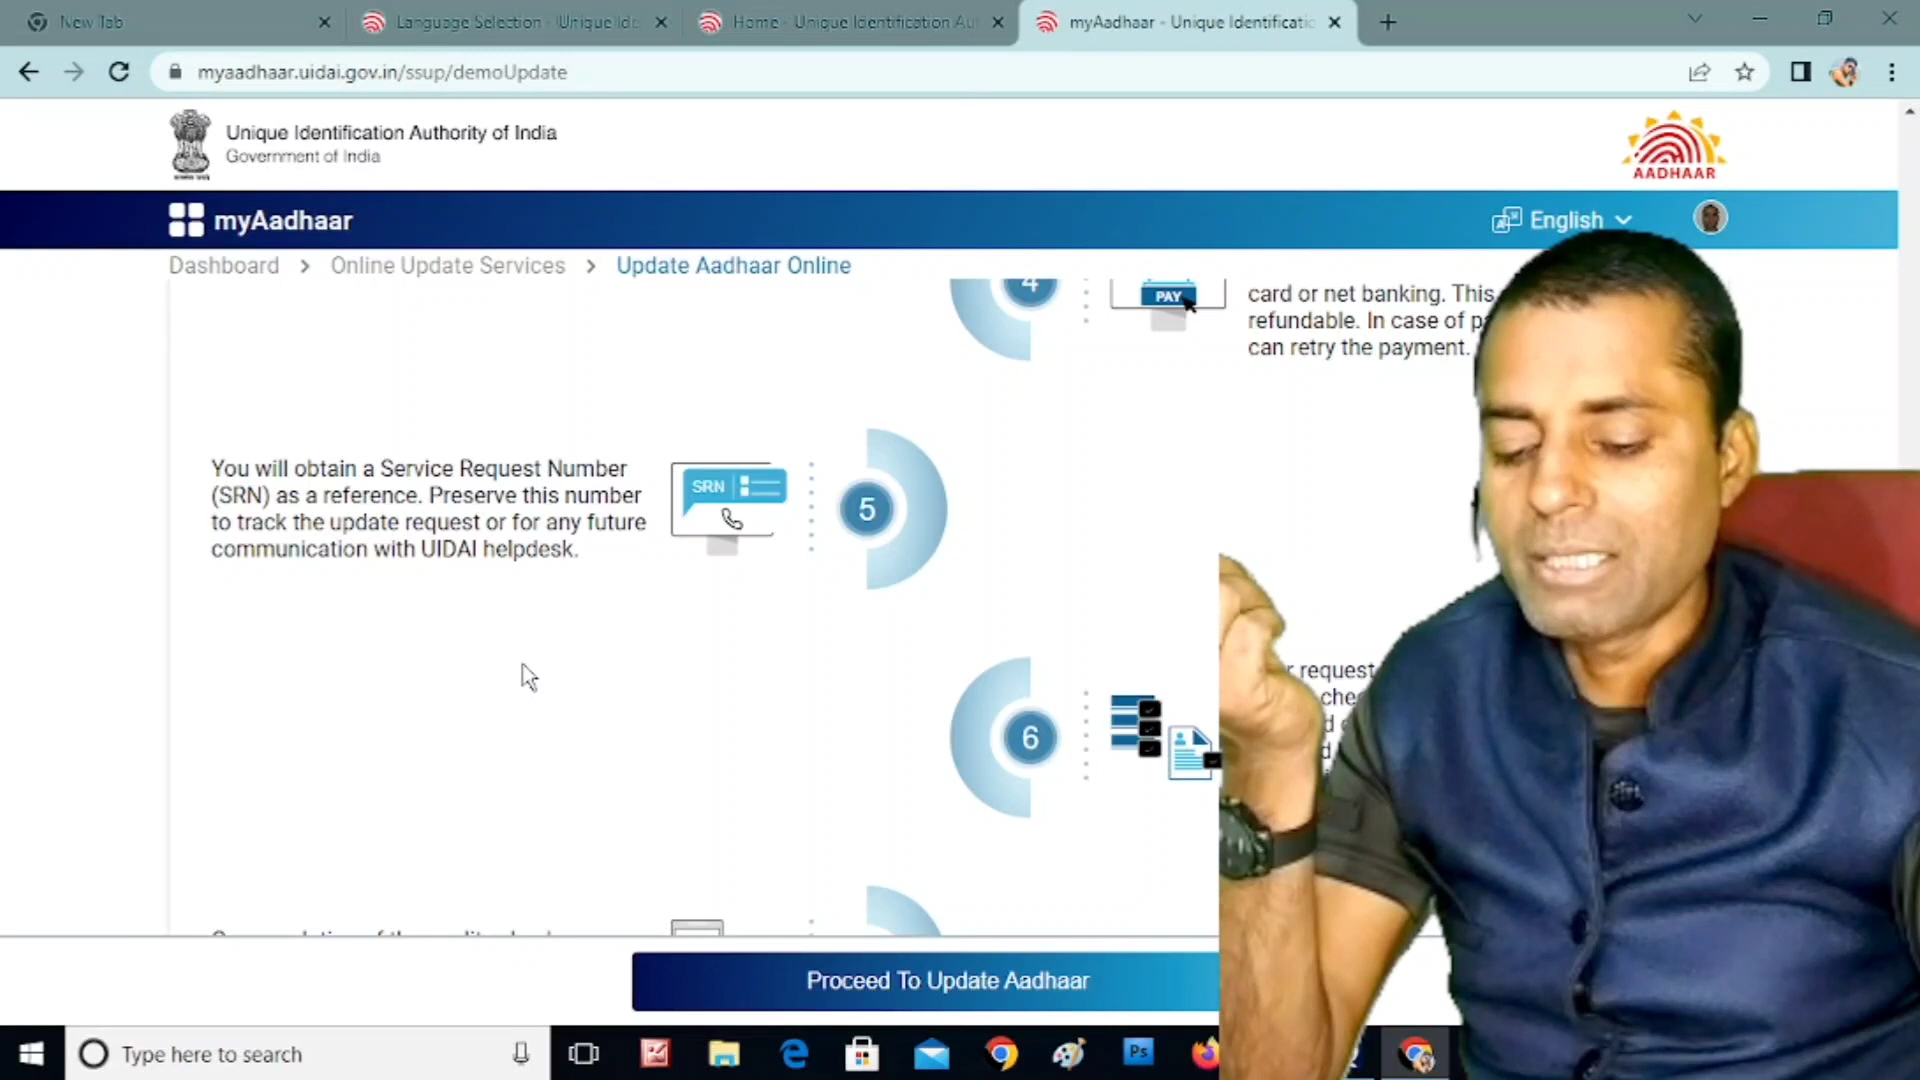 New Tab
Language Selection - Unique Ide
Home - Unique Identification Au
myAadhaar - Unique Identificatio
myaadhaar.uidai.gov.in/ssup/demoUpdate
Unique Identification Authority of India
Government of India
AADHAAR
myAadhaar
English
Dashboard > Online Update Services > Update Aadhaar Online
4
PAY
card or net banking. This
refundable. In case of p
can retry the payment.
You will obtain a Service Request Number
(SRN) as a reference. Preserve this number
to track the update request or for any future
communication with UIDAI helpdesk.
SRN
5
6
r request
che
Proceed To Update Aadhaar
Type here to search
Ps